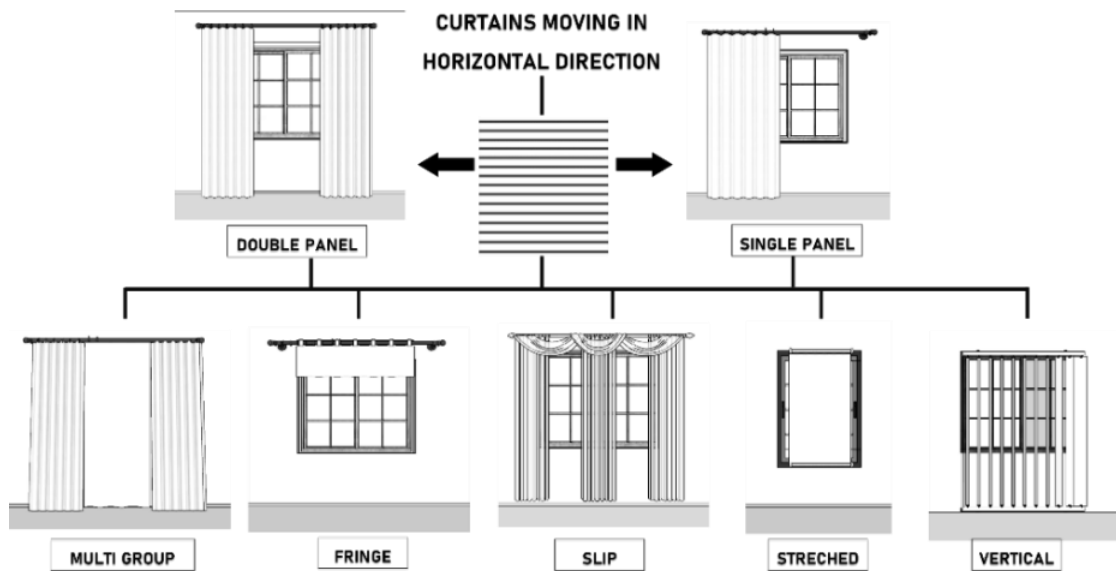 CURTAINS MOVING IN
HORIZONTAL DIRECTION
DOUBLE PANEL
SINGLE PANEL
MULTI GROUP
FRINGE
SLIP
STRECHED
VERTICAL